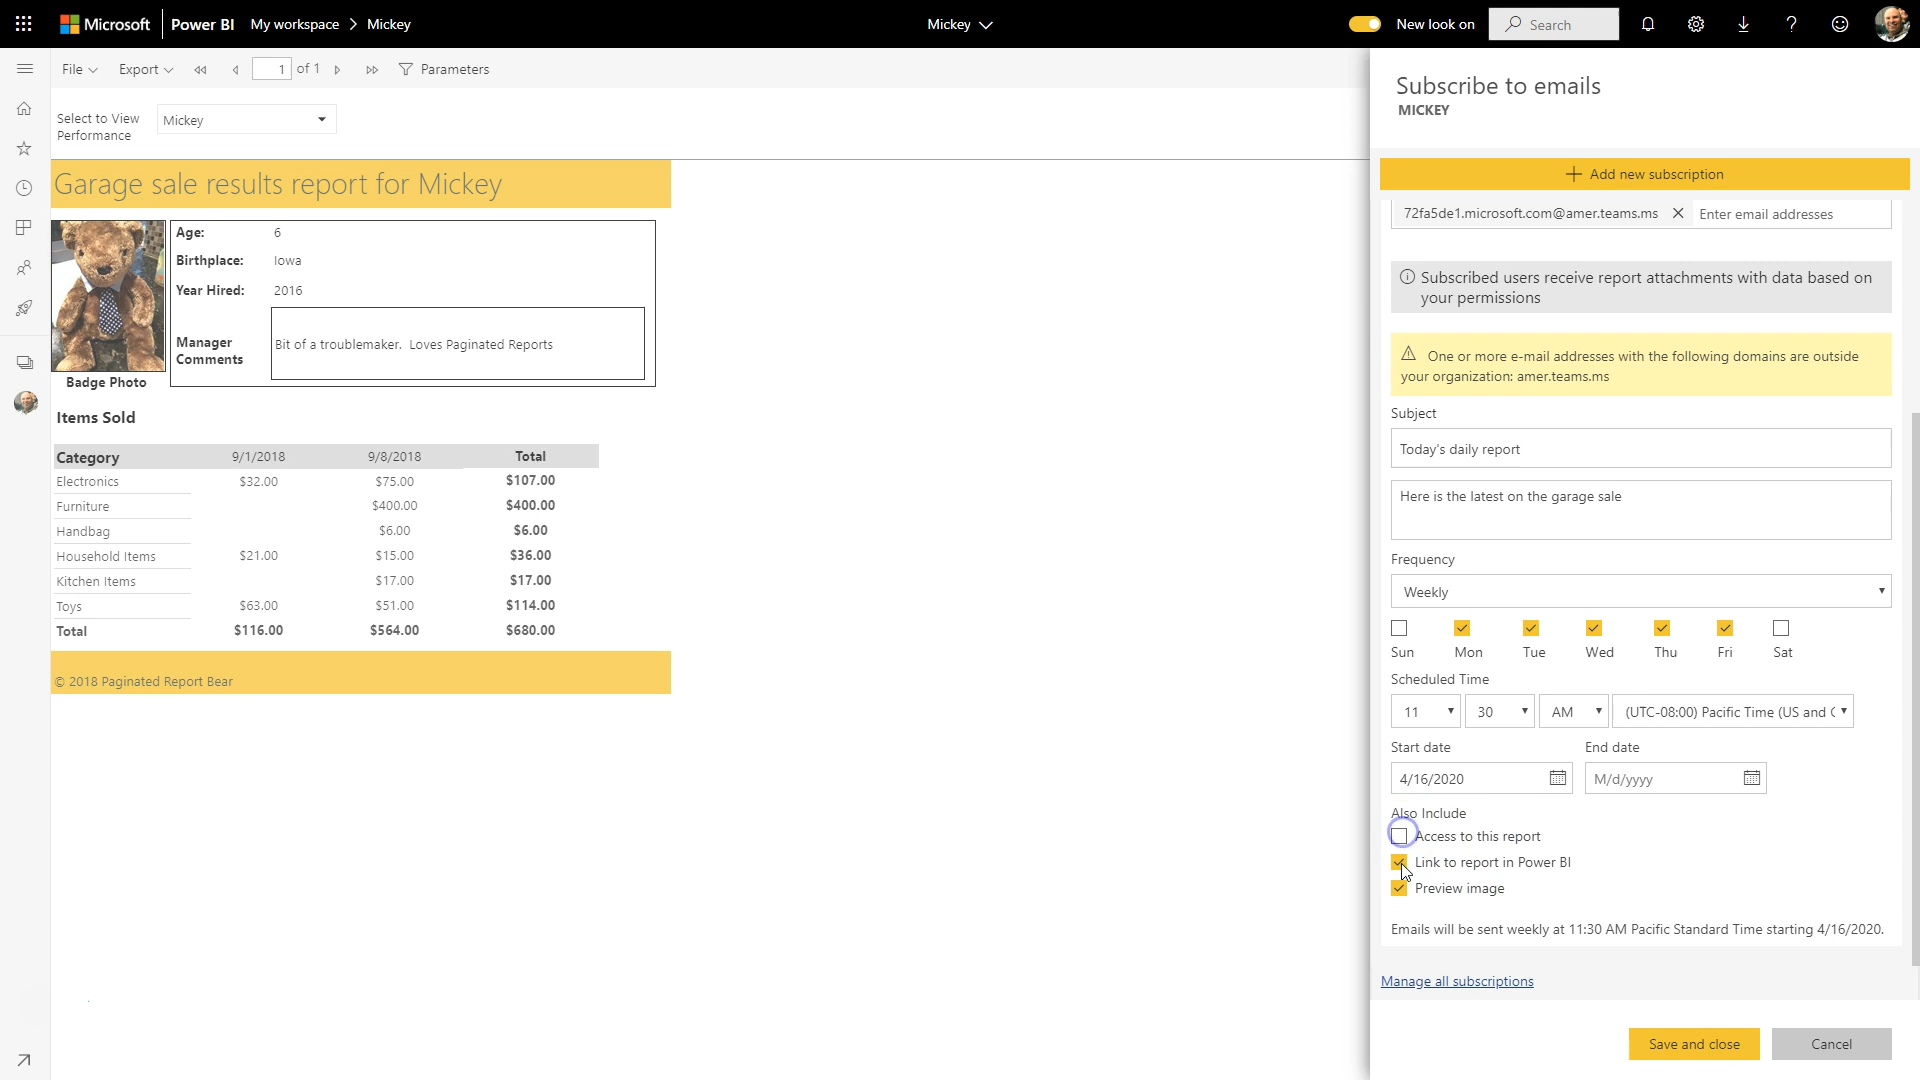 Microsoft Power BI My workspace > Mickey
Mickey
New look on
Search
File Export 1 of 1 Parameters
Select to View
Performance
Mickey
Garage sale results report for Mickey
Age: 6
Birthplace: Iowa
Year Hired: 2016
Manager
Comments
Bit of a troublemaker. Loves Paginated Reports
Badge Photo
Items Sold
Category 9/1/2018 9/8/2018 Total
Electronics $32.00 $75.00 $107.00
Furniture $400.00 $400.00
Handbag $6.00 $6.00
Household Items $21.00 $15.00 $36.00
Kitchen Items $17.00 $17.00
Toys $63.00 $51.00 $114.00
Total $116.00 $564.00 $680.00
© 2018 Paginated Report Bear
Subscribe to emails
MICKEY
Add new subscription
72fa5de1.microsoft.com@amer.teams.ms Enter email addresses
Subscribed users receive report attachments with data based on
your permissions
One or more e-mail addresses with the following domains are outside
your organization: amer.teams.ms
Subject
Today's daily report
Here is the latest on the garage sale
Frequency
Weekly
Sun Mon Tue Wed Thu Fri Sat
Scheduled Time
11 30 AM (UTC-08:00) Pacific Time (US and C
Start date End date
4/16/2020 M/d/yyyy
Also Include
Access to this report
Link to report in Power BI
Preview image
Emails will be sent weekly at 11:30 AM Pacific Standard Time starting 4/16/2020.
Manage all subscriptions
Save and close Cancel